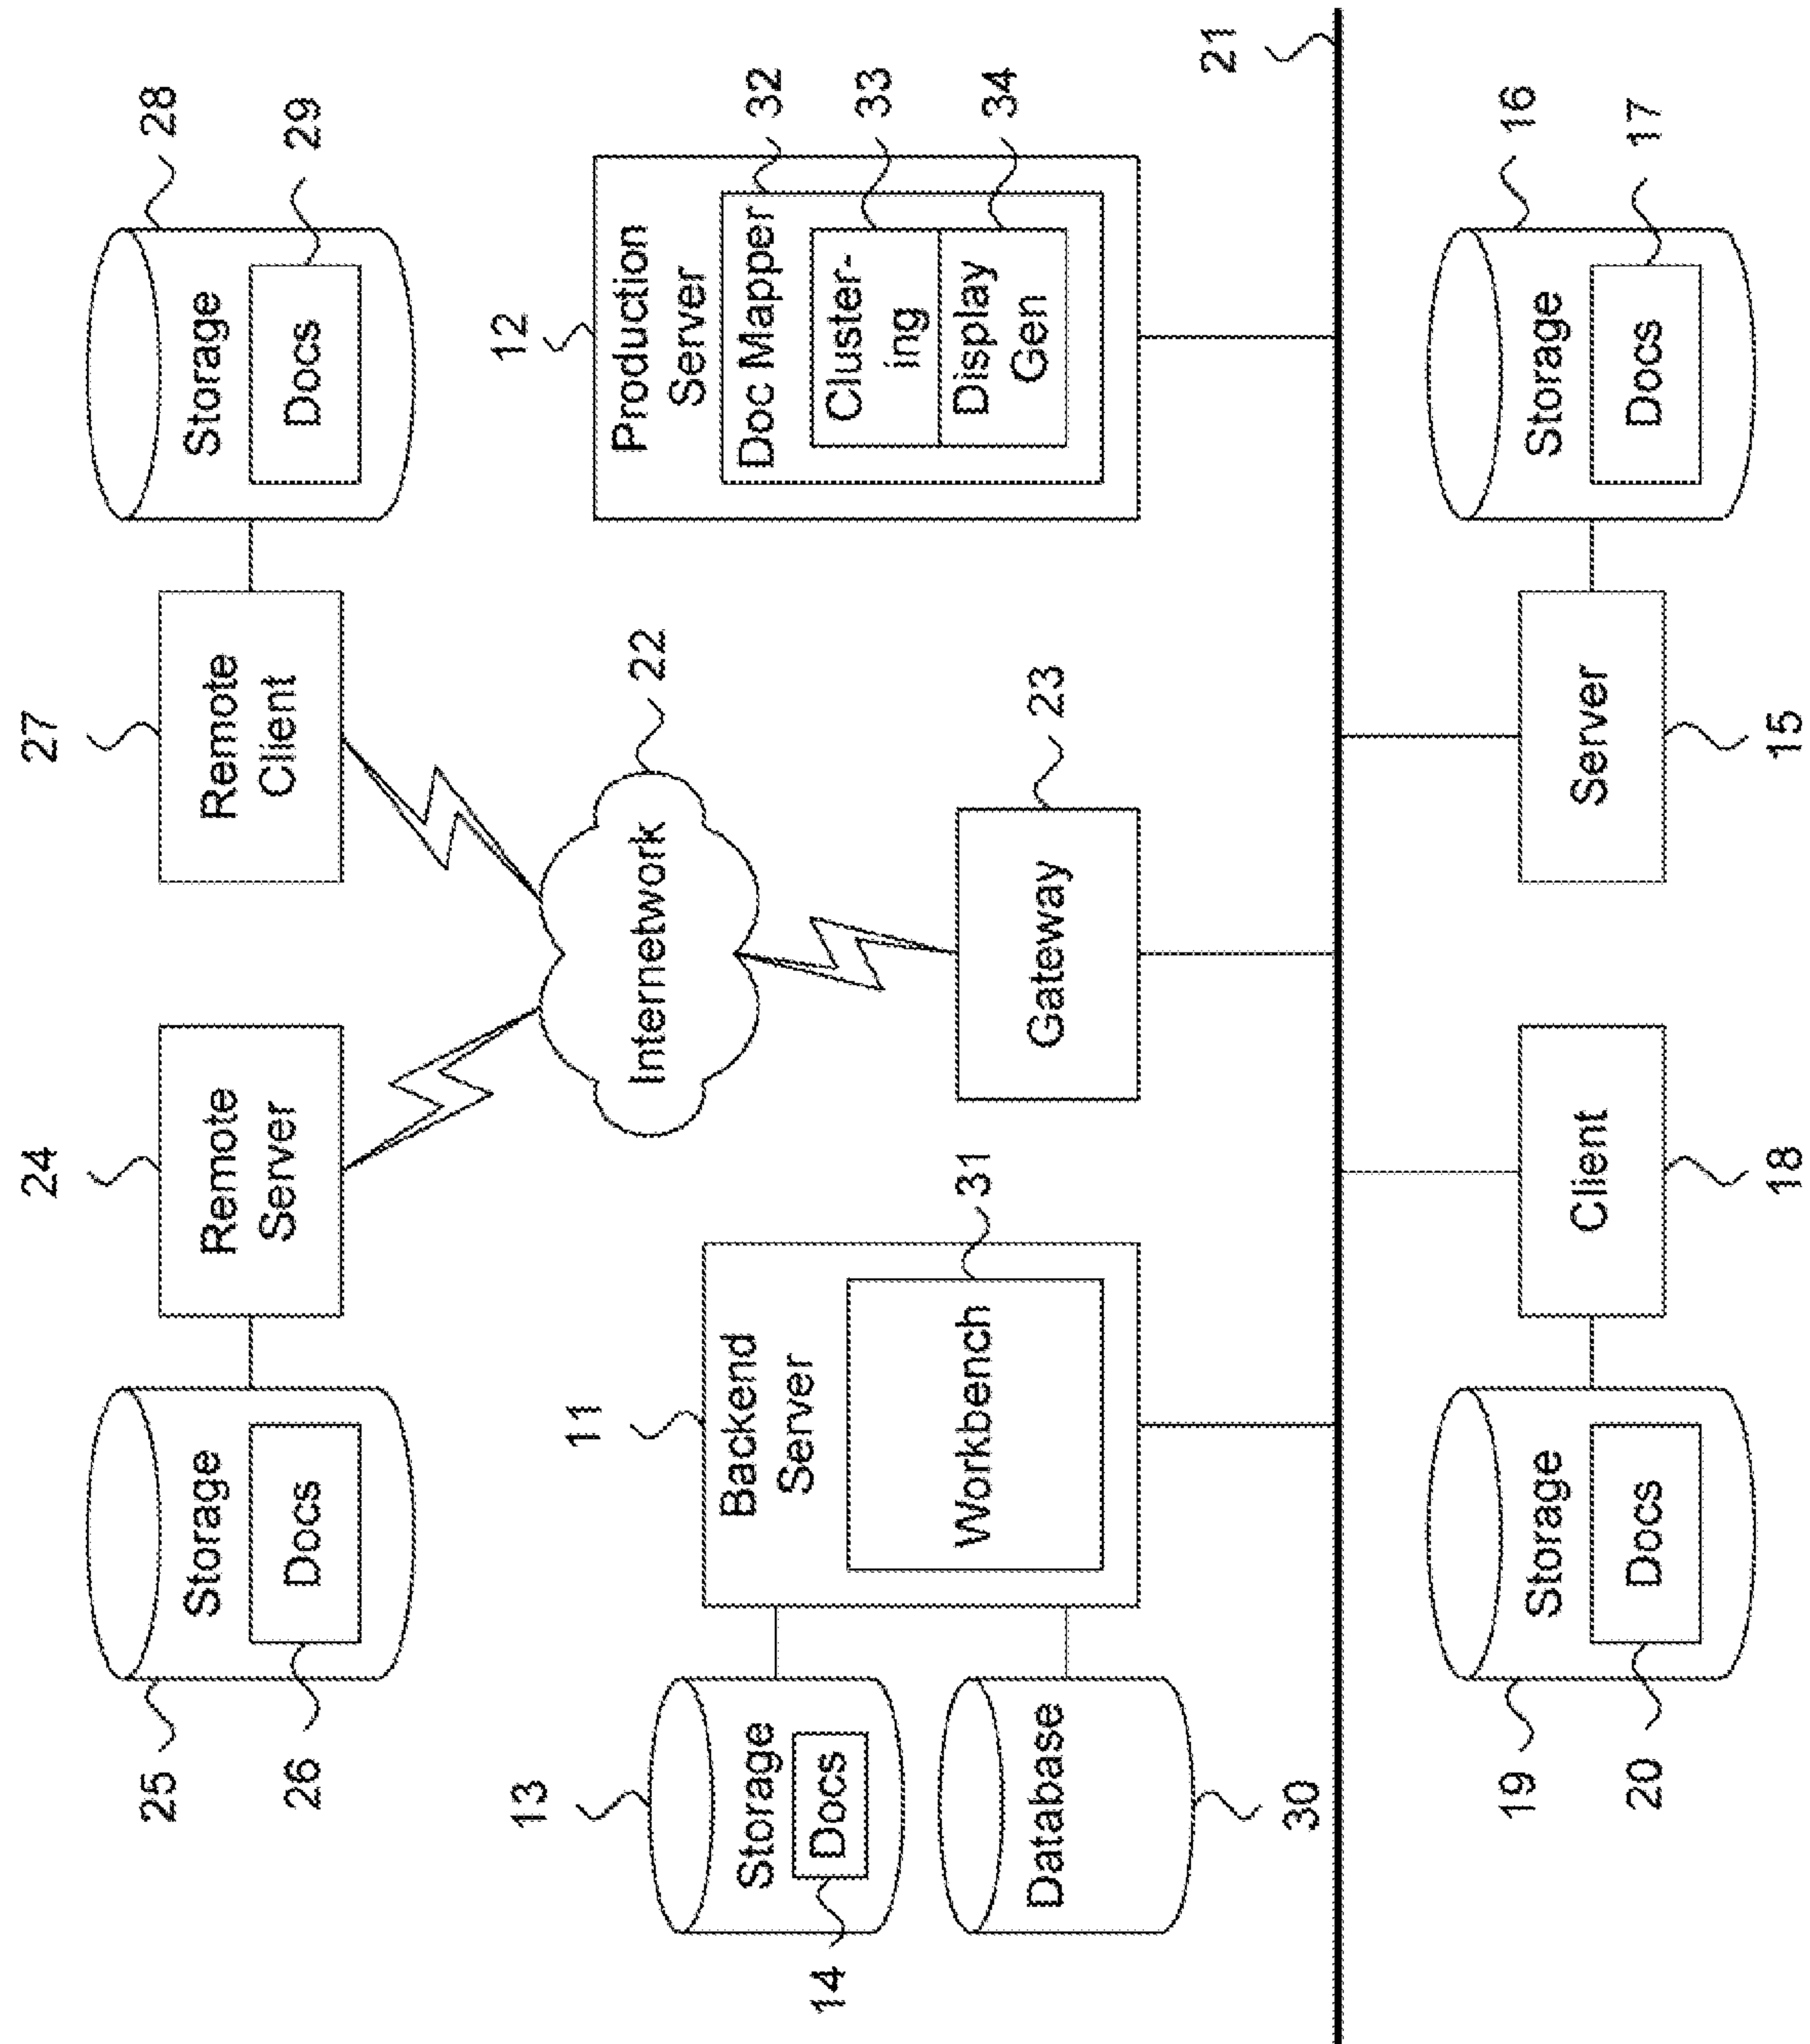 24
27
25
Storage
Docs
26
Remote
Server
Remote
Client
Storage
Docs
28
29
13
Storage
Docs
14
11
Backend
Server
Workbench
31
Internetwork
22
12
Production
Server
Doc Mapper
Cluster-
ing
Display
Gen
32
33
34
Database
30
Gateway
23
21
19
Storage
Docs
20
Client
18
Server
15
Storage
Docs
16
17